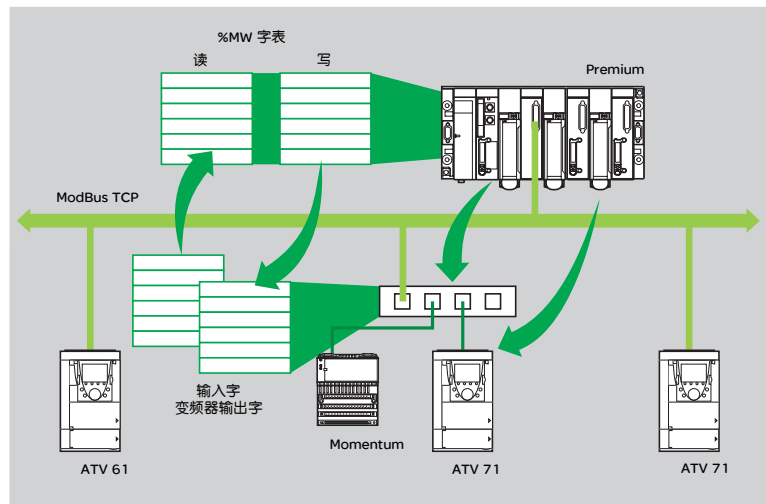 %MW 字表
读
写
Premium
ModBus TCP
输入字
变频器输出字
Momentum
ATV 61
ATV 71
ATV 71